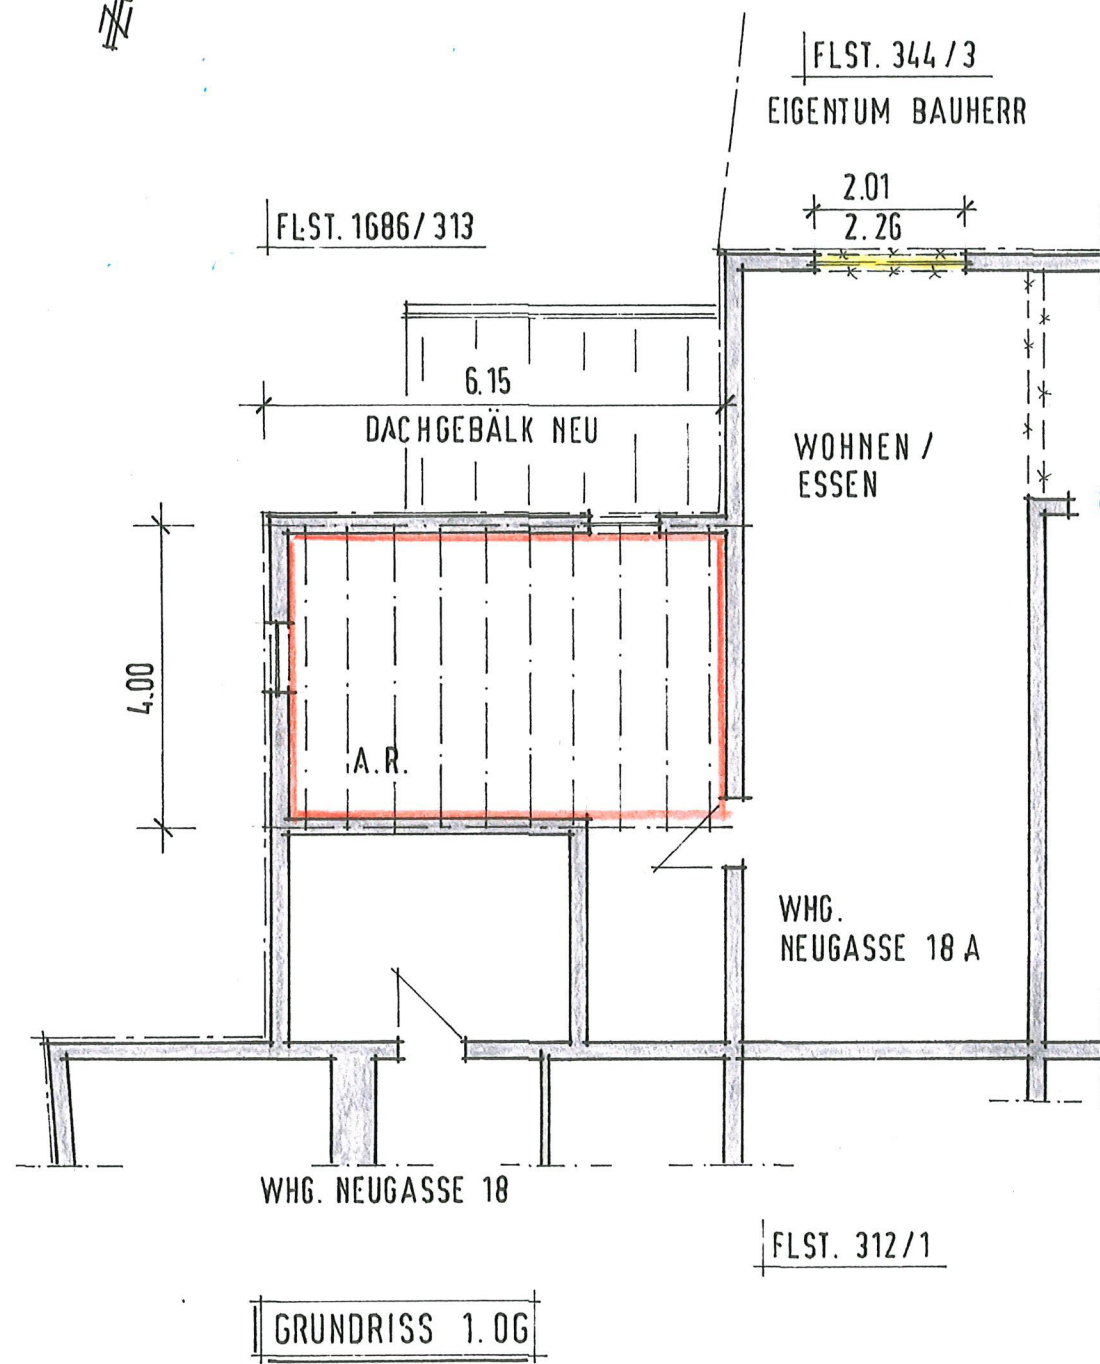 FLST. 344/3
EIGENTUM BAUHERR
2.01
2.26
FLST. 1686/313
6.15
DACHGEBÄLK NEU
WOHNEN /
ESSEN
4.00
A.R.
WHG.
NEUGASSE 18 A
WHG. NEUGASSE 18
FLST. 312/1
GRUNDRISS 1.OG